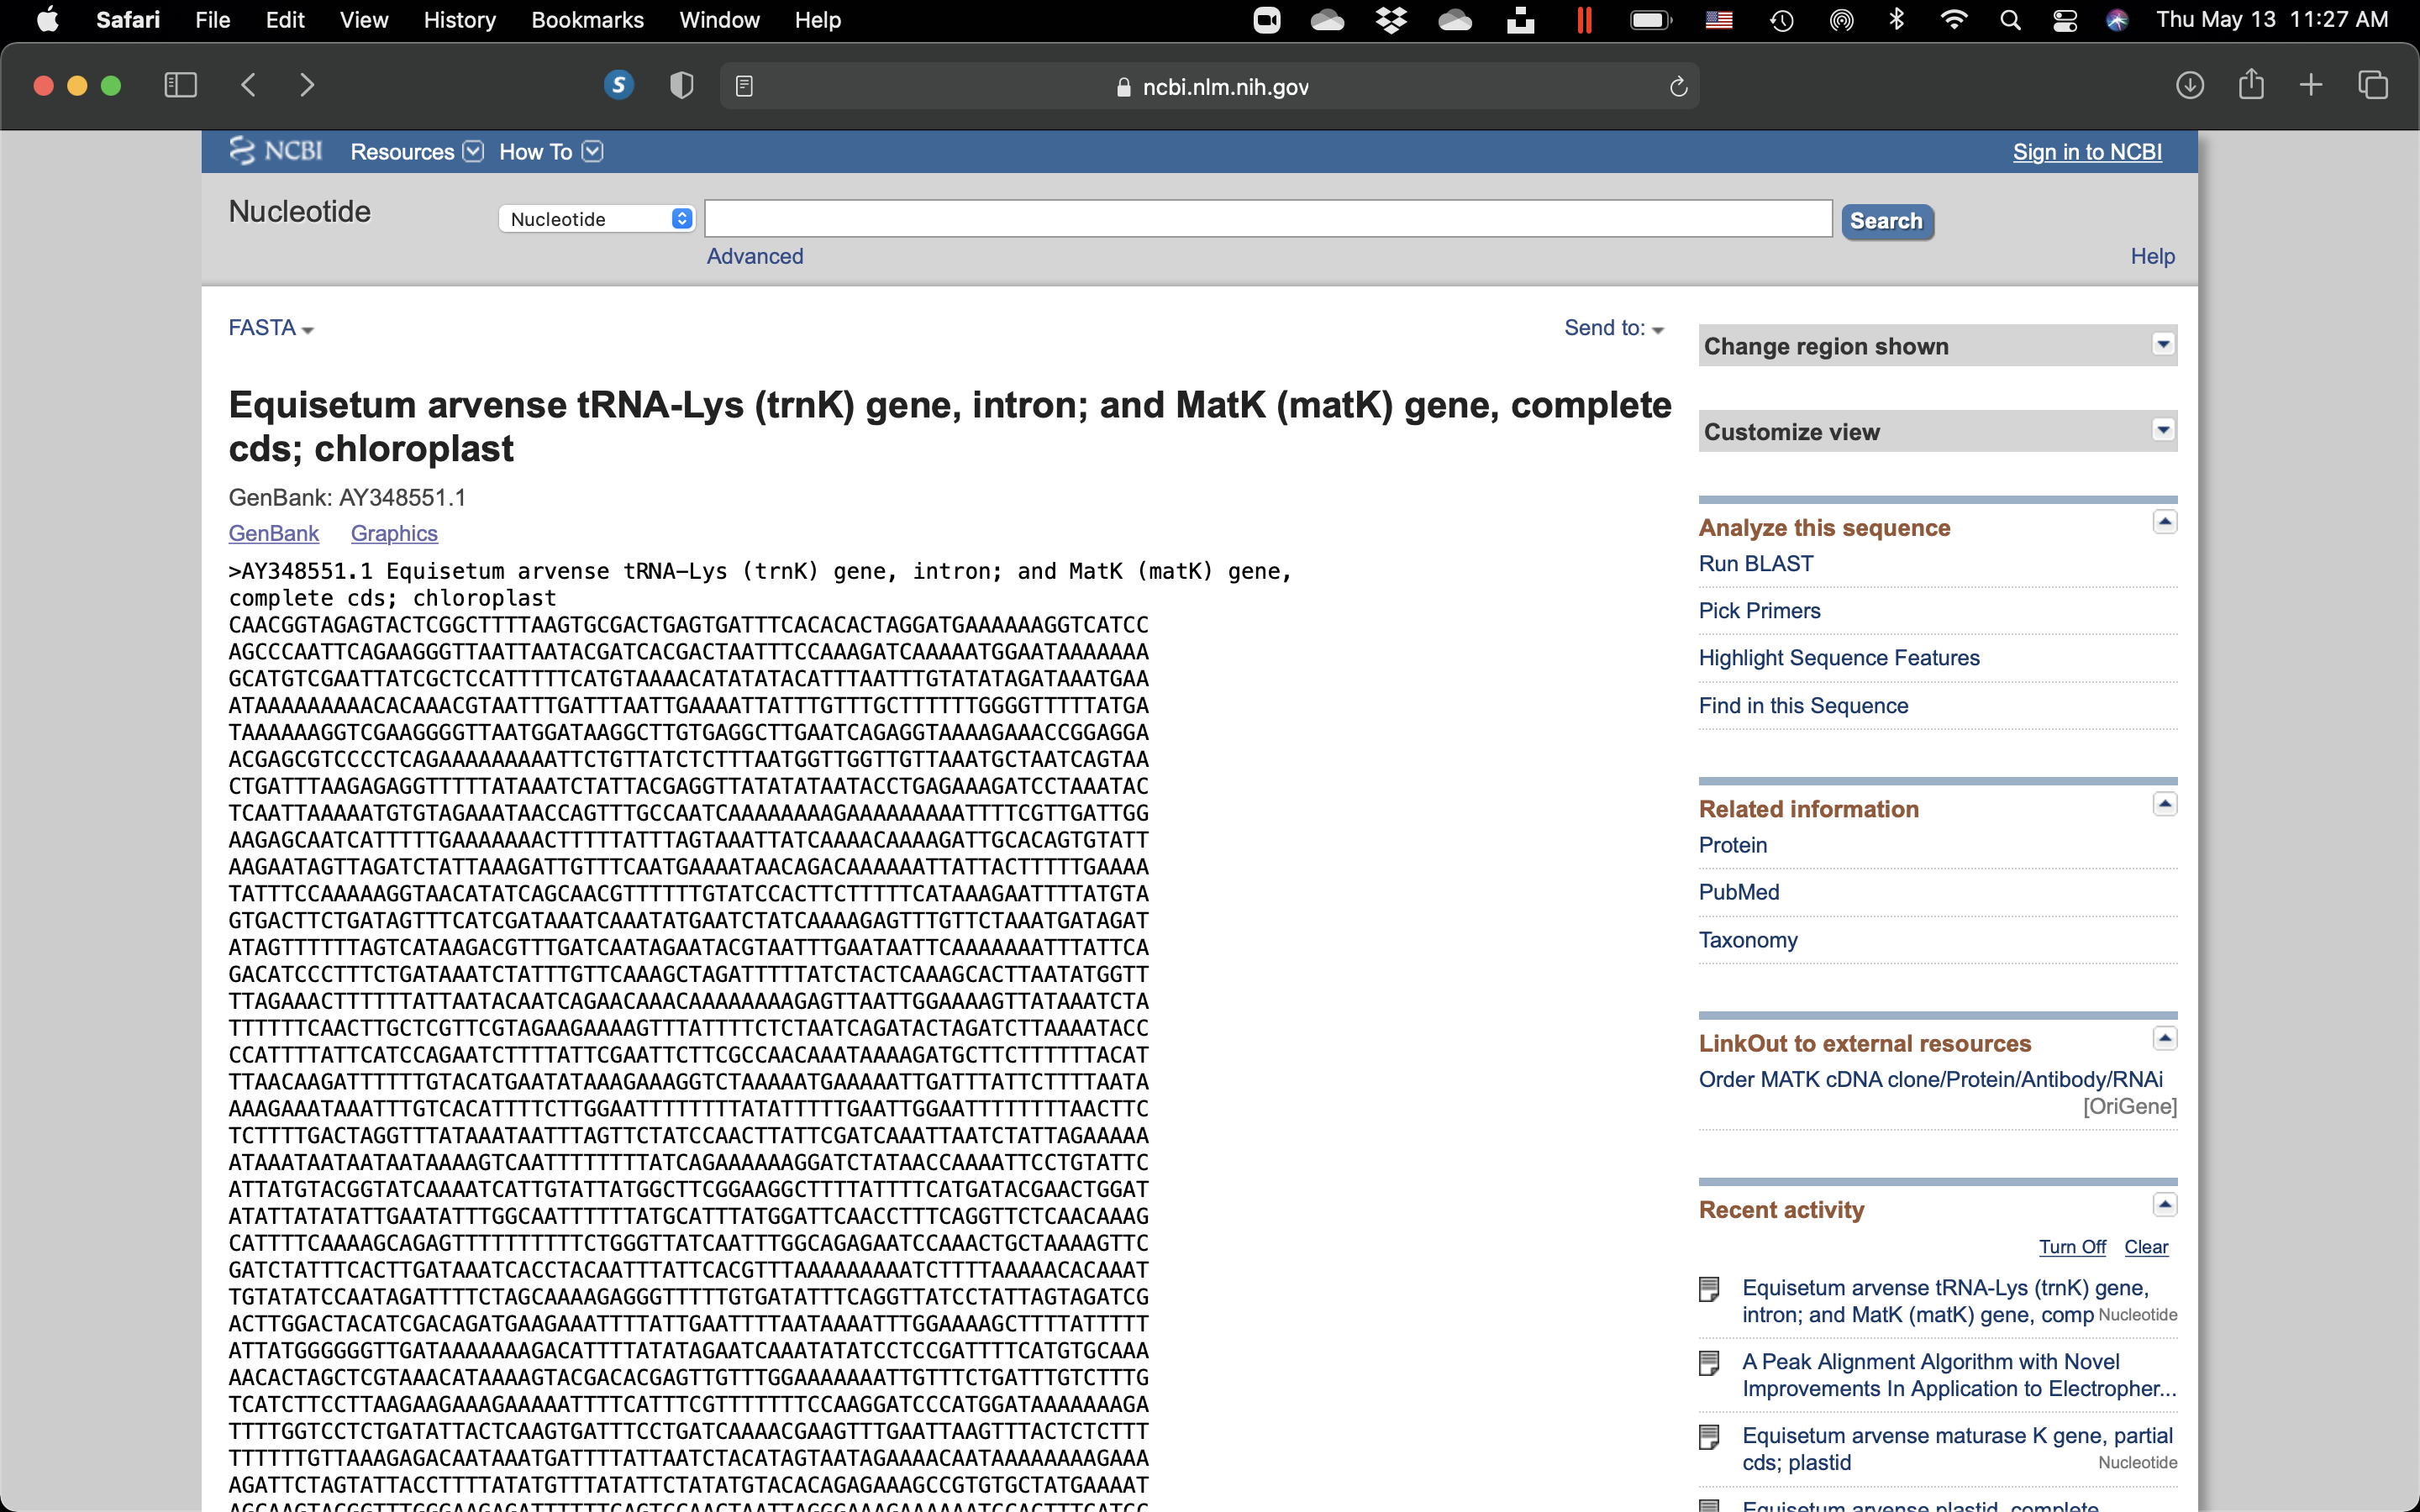 Safari File Edit View History Bookmarks Window Help Thu May 13 11:27 AM
S ncbi.nlm.nih.gov
NCBI Resources How To Sign in to NCBI
Nucleotide Nucleotide Search
Advanced Help
FASTA Send to:
Equisetum arvense tRNA-Lys (trnK) gene, intron; and MatK (matK) gene, complete
cds; chloroplast
GenBank: AY348551.1
GenBank Graphics
>AY348551.1 Equisetum arvense tRNA-Lys (trnK) gene, intron; and MatK (matK) gene,
complete cds; chloroplast
CAACGGTAGAGTACTCGGCTTTTAAGTGCGACTGAGTGATTTCACACACTAGGATGAAAAAAGGTCATCC
AGCCCAATTCAGAAGGGTTAATTAATACGATCACGACTAATTTCCAAAGATCAAAAATGGAATAAAAAAA
GCATGTCGAATTATCGCTCCATTTTTCATGTAAAACATATATACATTTAATTTGTATATAGATAAATGAA
ATAAAAAAAAACACAAACGTAATTTGATTTAATTGAAAATTATTTGTTTGCTTTTTTGGGGTTTTTATGA
TAAAAAAGGTCGAAGGGGTTAATGGATAAGGCTTGTGAGGCTTGAATCAGAGGTAAAAGAAACCGGAGGA
ACGAGCGTCCCCTCAGAAAAAAAAATTCTGTTATCTCTTTAATGGTTGGTTGTTAAATGCTAATCAGTAA
CTGATTTAAGAGAGGTTTTTATAAATCTATTACGAGGTTATATATAATACCTGAGAAAGATCCTAAATAC
TCAATTAAAAATGTGTAGAAATAACCAGTTTGCCAATCAAAAAAAAGAAAAAAAAATTTTCGTTGATTGG
AAGAGCAATCATTTTTGAAAAAAACTTTTTATTTAGTAAATTATCAAAACAAAAGATTGCACAGTGTATT
AAGAATAGTTAGATCTATTAAAGATTGTTTCAATGAAAATAACAGACAAAAAATTATTACTTTTTGAAAA
TATTTCCAAAAAGGTAACATATCAGCAACGTTTTTTGTATCCACTTCTTTTTCATAAAGAATTTTATGTA
GTGACTTCTGATAGTTTCATCGATAAATCAAATATGAATCTATCAAAAGAGTTTGTTCTAAATGATAGAT
ATAGTTTTTTAGTCATAAGACGTTTGATCAATAGAATACGTAATTTGAATAATTCAAAAAAATTTATTCA
GACATCCCTTTCTGATAAATCTATTTGTTCAAAGCTAGATTTTTATCTACTCAAAGCACTTAATATGGTT
TTAGAAACTTTTTTATTAATACAATCAGAACAAACAAAAAAAAGAGTTAATTGGAAAAGTTATAAATCTA
TTTTTTCAACTTGCTCGTTCGTAGAAGAAAAGTTTATTTTCTCTAATCAGATACTAGATCTTAAAATACC
CCATTTTATTCATCCAGAATCTTTTATTCGAATTCTTCGCCAACAAATAAAAGATGCTTCTTTTTTACAT
TTAACAAGATTTTTTGTACATGAATATAAAGAAAGGTCTAAAAATGAAAAATTGATTTATTCTTTTAATA
AAAGAAATAAATTTGTCACATTTTCTTGGAATTTTTTTTATATTTTTGAATTGGAATTTTTTTTAACTTC
TCTTTTGACTAGGTTTATAAATAATTTAGTTCTATCCAACTTATTCGATCAAATTAATCTATTAGAAAAA
ATAAATAATAATAATAAAAGTCAATTTTTTTTATCAGAAAAAAGGATCTATAACCAAAATTCCTGTATTC
ATTATGTACGGTATCAAAATCATTGTATTATGGCTTCGGAAGGCTTTTATTTTCATGATACGAACTGGAT
ATATTATATATTGAATATTTGGCAATTTTTTATGCATTTATGGATTCAACCTTTCAGGTTCTCAACAAAG
CATTTTCAAAAGCAGAGTTTTTTTTTTCTGGGTTATCAATTTGGCAGAGAATCCAAACTGCTAAAAGTTC
GATCTATTTCACTTGATAAATCACCTACAATTTATTCACGTTTAAAAAAAAATCTTTTAAAAACACAAAT
TGTATATCCAATAGATTTTCTAGCAAAAGAGGGTTTTTGTGATATTTCAGGTTATCCTATTAGTAGATCG
ACTTGGACTACATCGACAGATGAAGAAATTTTATTGAATTTTAATAAAATTTGGAAAAGCTTTTATTTTT
ATTATGGGGGGTTGATAAAAAAAGACATTTTATATAGAATCAAATATATCCTCCGATTTTCATGTGCAAA
AACACTAGCTCGTAAACATAAAAGTACGACACGAGTTGTTTGGAAAAAAATTGTTTCTGATTTGTCTTTG
TCATCTTCCTTAAGAAGAAAGAAAAATTTTCATTTCGTTTTTTTTCCAAGGATCCCATGGATAAAAAAAGA
TTTTGGTCCTCTGATATTACTCAAGTGATTTCCTGATCAAAACGAAGTTTGAATTAAGTTTACTCTCTTT
TTTTTTGTTAAAGAGACAATAAATGATTTTATTAATCTACATAGTAATAGAAAACAATAAAAAAAAGAAA
AGATTCTAGTATTACCTTTTATATGTTTATATTCTATATGTACACAGAGAAAGCCGTGTGCTATGAAAAT
Change region shown
Customize view
Analyze this sequence
Run BLAST
Pick Primers
Highlight Sequence Features
Find in this Sequence
Related information
Protein
PubMed
Taxonomy
LinkOut to external resources
Order MATK cDNA clone/Protein/Antibody/RNAi
[OriGene]
Recent activity
Turn Off Clear
Equisetum arvense tRNA-Lys (trnK) gene,
intron; and MatK (matK) gene, comp Nucleotide
A Peak Alignment Algorithm with Novel
Improvements In Application to Electropher...
Equisetum arvense maturase K gene, partial
cds; plastid Nucleotide
Equisetum arvense plastid, complete